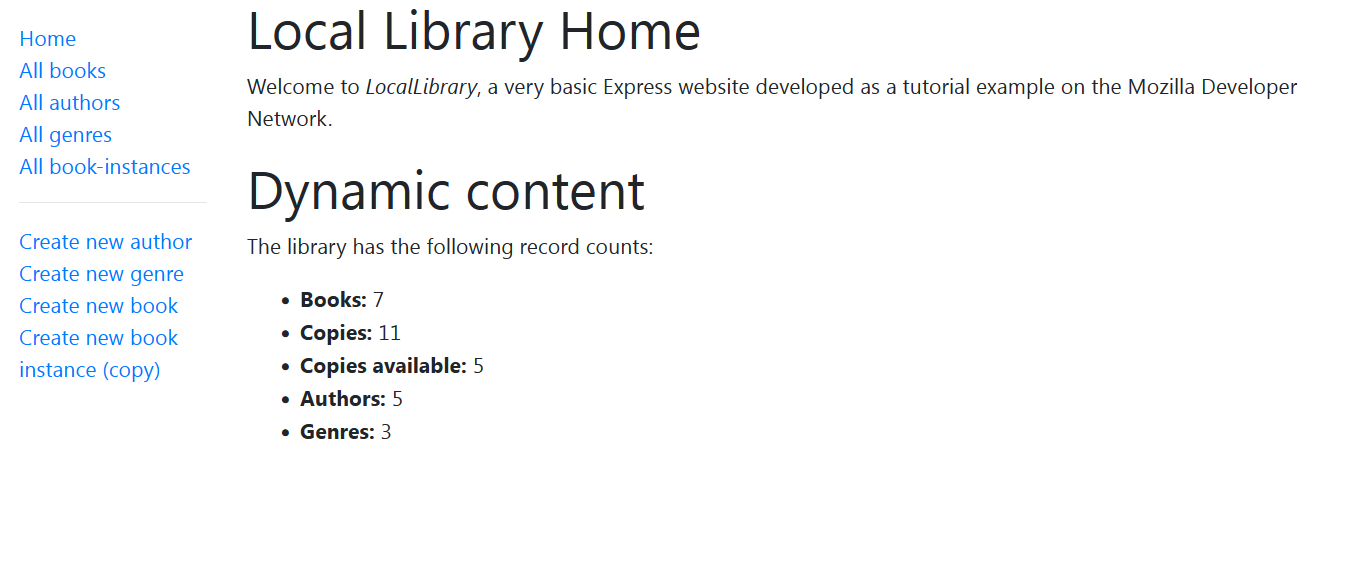 Home
All books
All authors
All genres
All book-instances
Create new author
Create new genre
Create new book
Create new book
instance (copy)
Local Library Home
Welcome to LocalLibrary, a very basic Express website developed as a tutorial example on the Mozilla Developer
Network.
Dynamic content
The library has the following record counts:
• Books: 7
• Copies: 11
• Copies available: 5
• Authors: 5
• Genres: 3